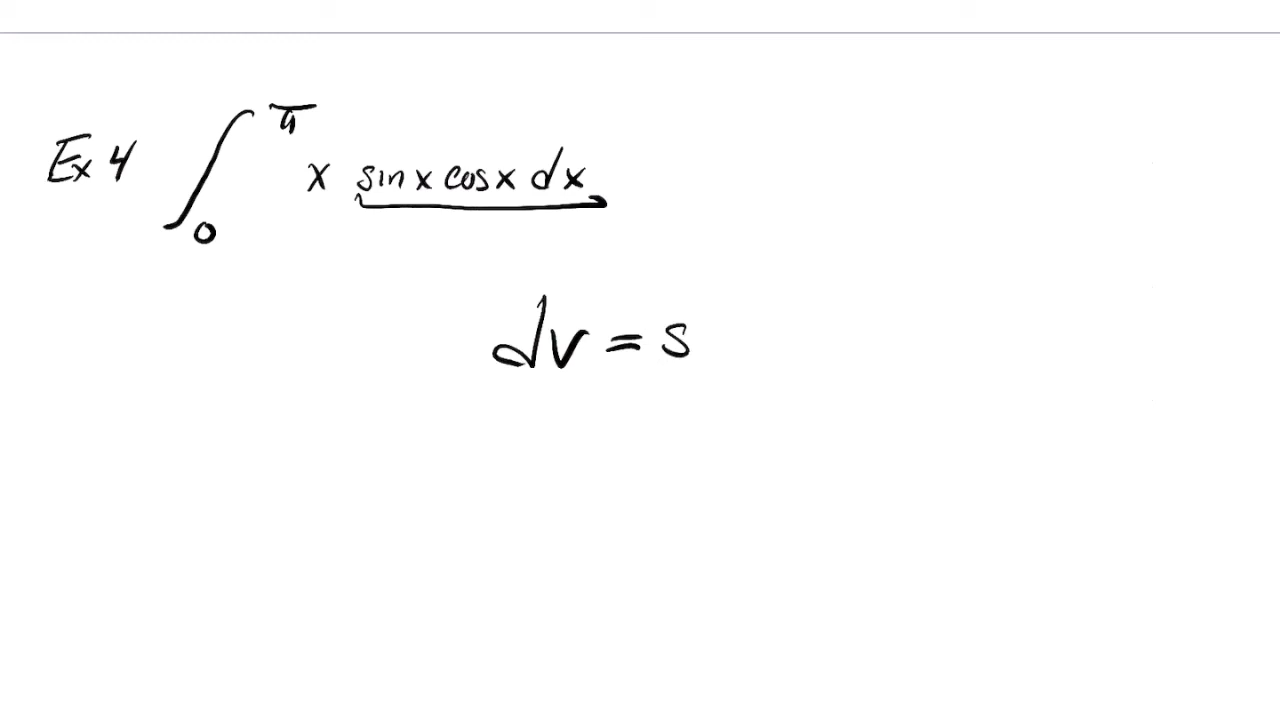 Ex 4 ∫₀^π x sin x cos x dx
dv = s